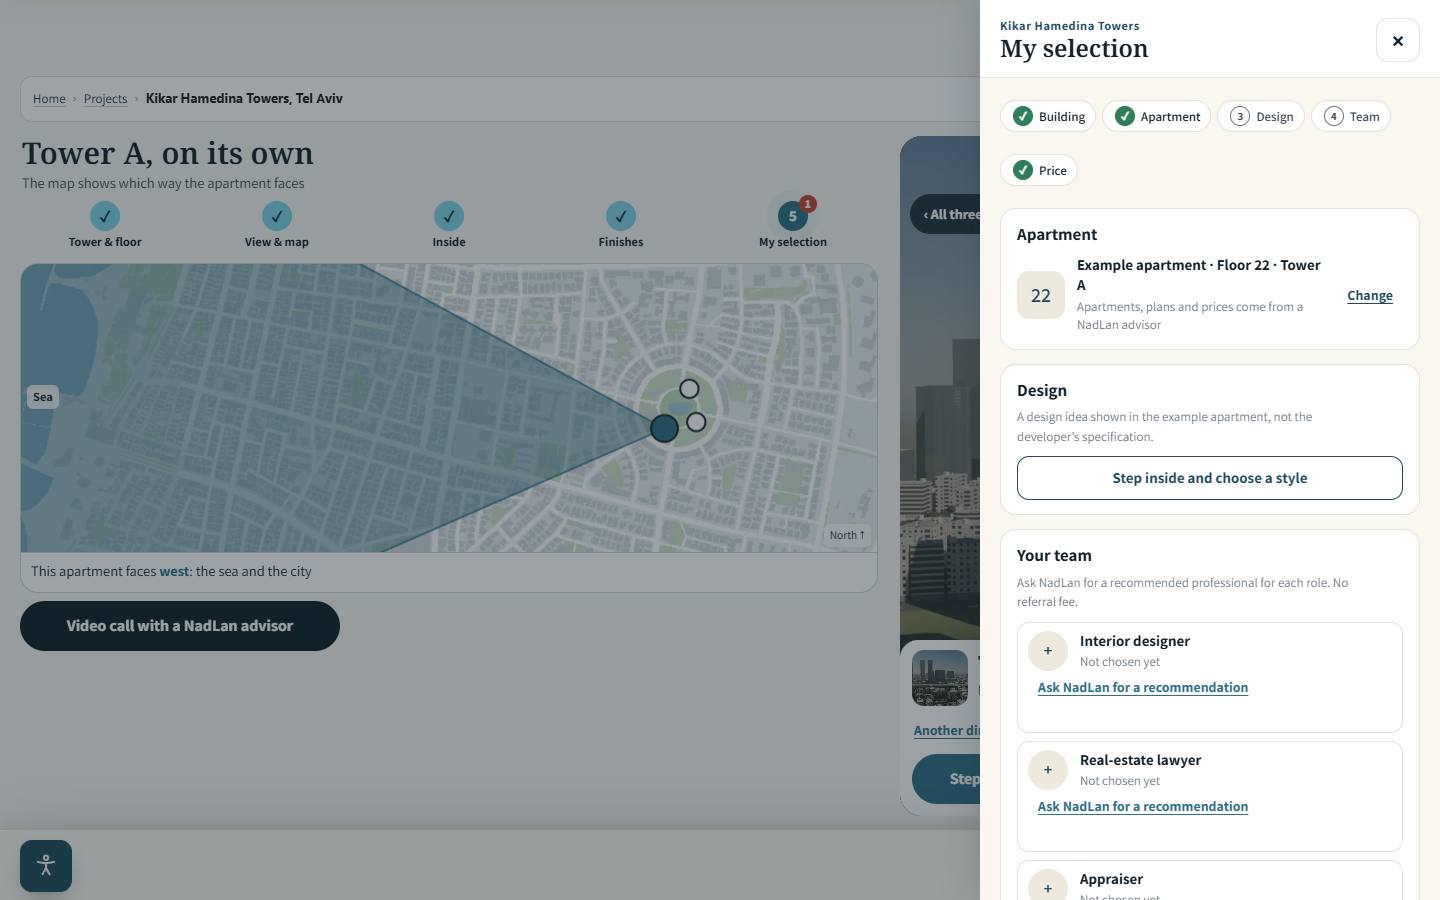 Home › Projects › Kikar Hamedina Towers, Tel Aviv
Tower A, on its own
The map shows which way the apartment faces
✓ ✓ ✓ ✓ 5 1
Tower & floor View & map Inside Finishes My selection
Sea
North ↑
This apartment faces west: the sea and the city
Video call with a NadLan advisor
‹ All three
Another di
Step
Kikar Hamedina Towers
My selection
×
✓ Building ✓ Apartment 3 Design 4 Team
✓ Price
Apartment
22
Example apartment · Floor 22 · Tower
A
Apartments, plans and prices come from a
NadLan advisor
Change
Design
A design idea shown in the example apartment, not the
developer’s specification.
Step inside and choose a style
Your team
Ask NadLan for a recommended professional for each role. No
referral fee.
+ Interior designer
Not chosen yet
Ask NadLan for a recommendation
+ Real-estate lawyer
Not chosen yet
Ask NadLan for a recommendation
+ Appraiser
Not chosen yet